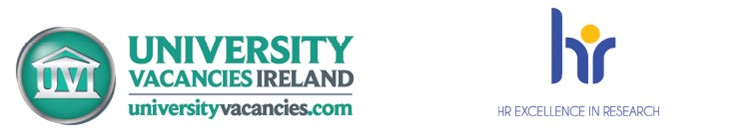 UVI
UNIVERSITY
VACANCIES IRELAND
universityvacancies.com
hr
HR EXCELLENCE IN RESEARCH